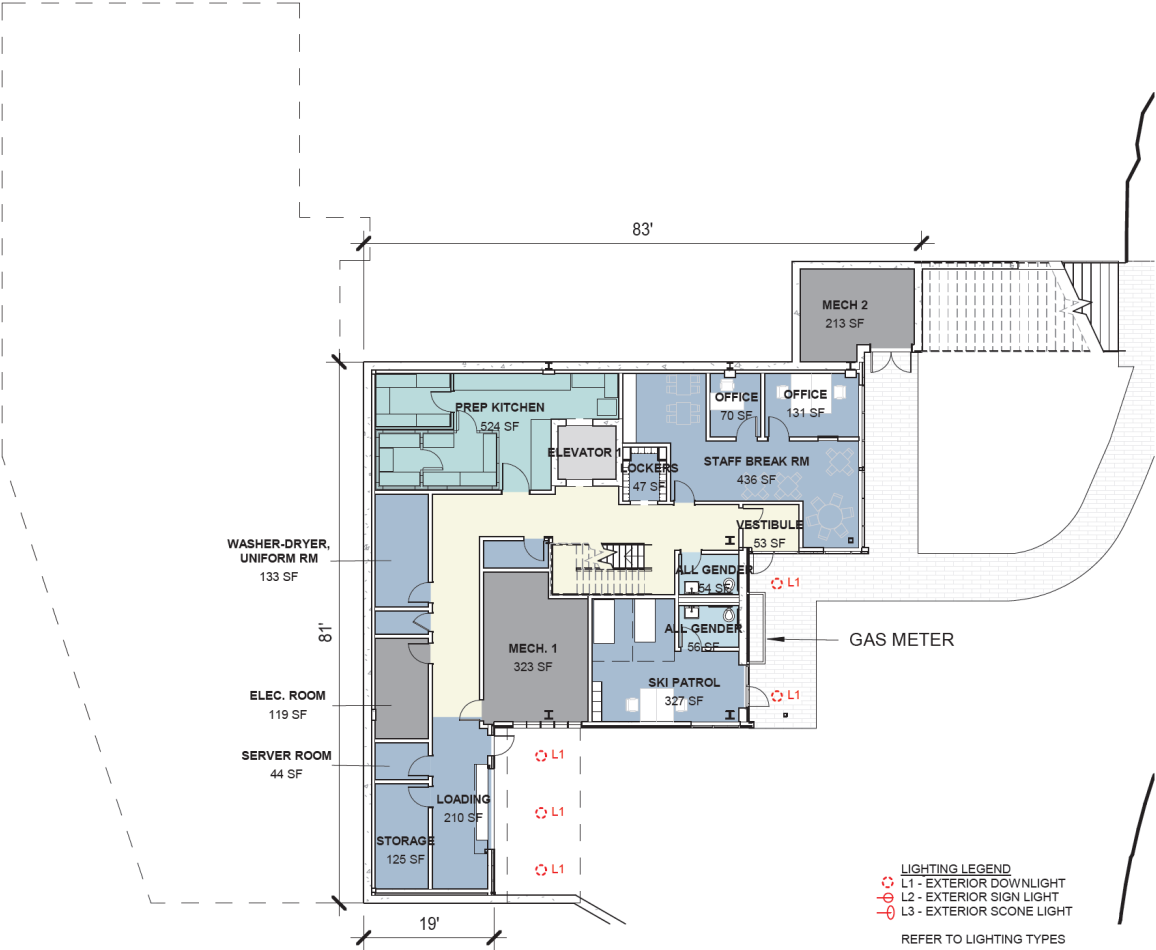 83'
MECH 2
213 SF
PREP KITCHEN
524 SF
OFFICE
70 SF
OFFICE
131 SF
ELEVATOR 1
LOCKERS
47 SF
STAFF BREAK RM
436 SF
VESTIBULE
53 SF
WASHER-DRYER,
UNIFORM RM
133 SF
ALL GENDER
54 SF
L1
81'
MECH. 1
323 SF
ALL GENDER
56 SF
GAS METER
SKI PATROL
327 SF
L1
ELEC. ROOM
119 SF
SERVER ROOM
44 SF
L1
LOADING
210 SF
L1
STORAGE
125 SF
L1
19'
LIGHTING LEGEND
L1 - EXTERIOR DOWNLIGHT
L2 - EXTERIOR SIGN LIGHT
L3 - EXTERIOR SCONE LIGHT
REFER TO LIGHTING TYPES